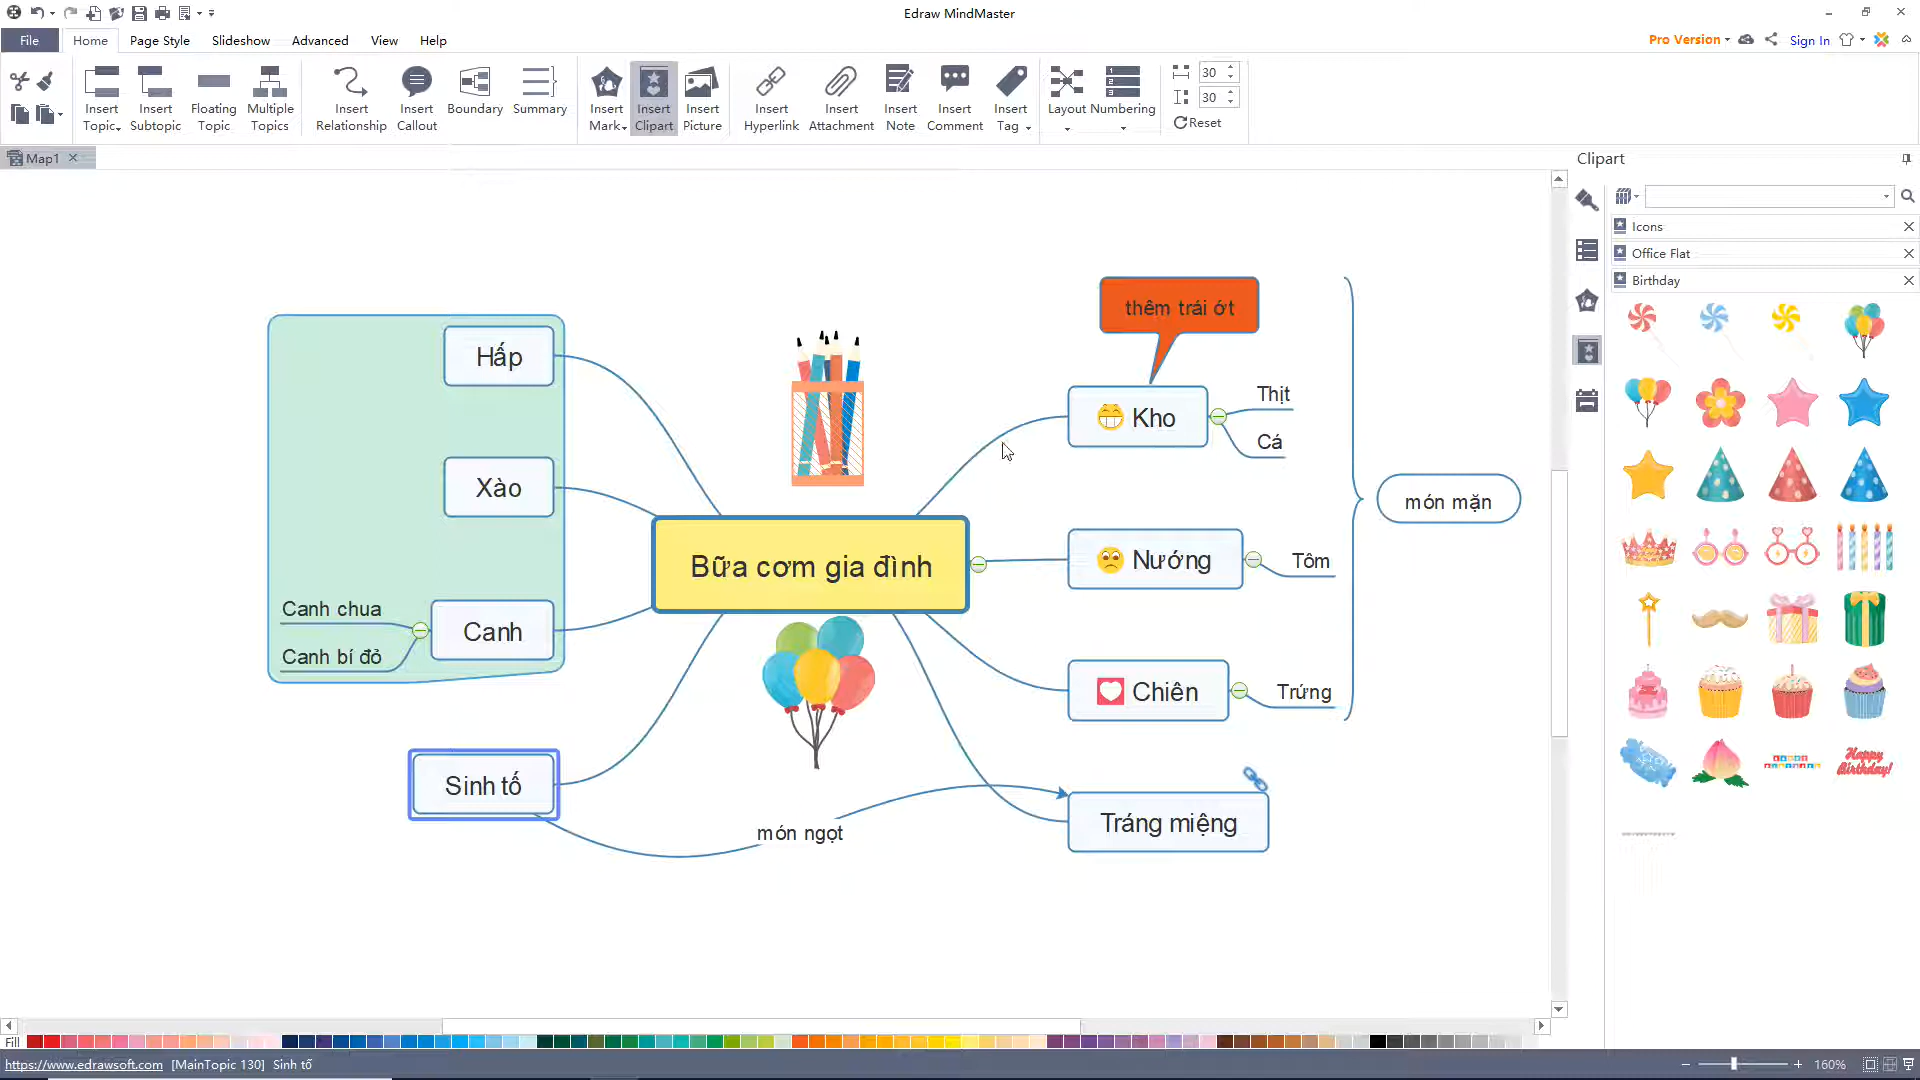 Edraw MindMaster
File
Home
Page Style
Slideshow
Advanced
View
Help
Pro Version
Sign In
Insert Topic
Insert Subtopic
Floating Topic
Multiple Topics
Insert Relationship
Insert Callout
Boundary
Summary
Insert Mark
Insert Clipart
Insert Picture
Insert Hyperlink
Insert Attachment
Insert Note
Insert Comment
Insert Tag
Layout
Numbering
30
30
Reset
Map1
Clipart
Icons
Office Flat
Birthday
Happy Birthday!
thêm trái ớt
Hấp
Xào
Canh
Canh chua
Canh bí đỏ
Sinh tố
Bữa cơm gia đình
Kho
Thịt
Cá
Nướng
Tôm
Chiên
Trứng
món mặn
món ngọt
Tráng miệng
Fill
https://www.edrawsoft.com [MainTopic 130] Sinh tố
160%